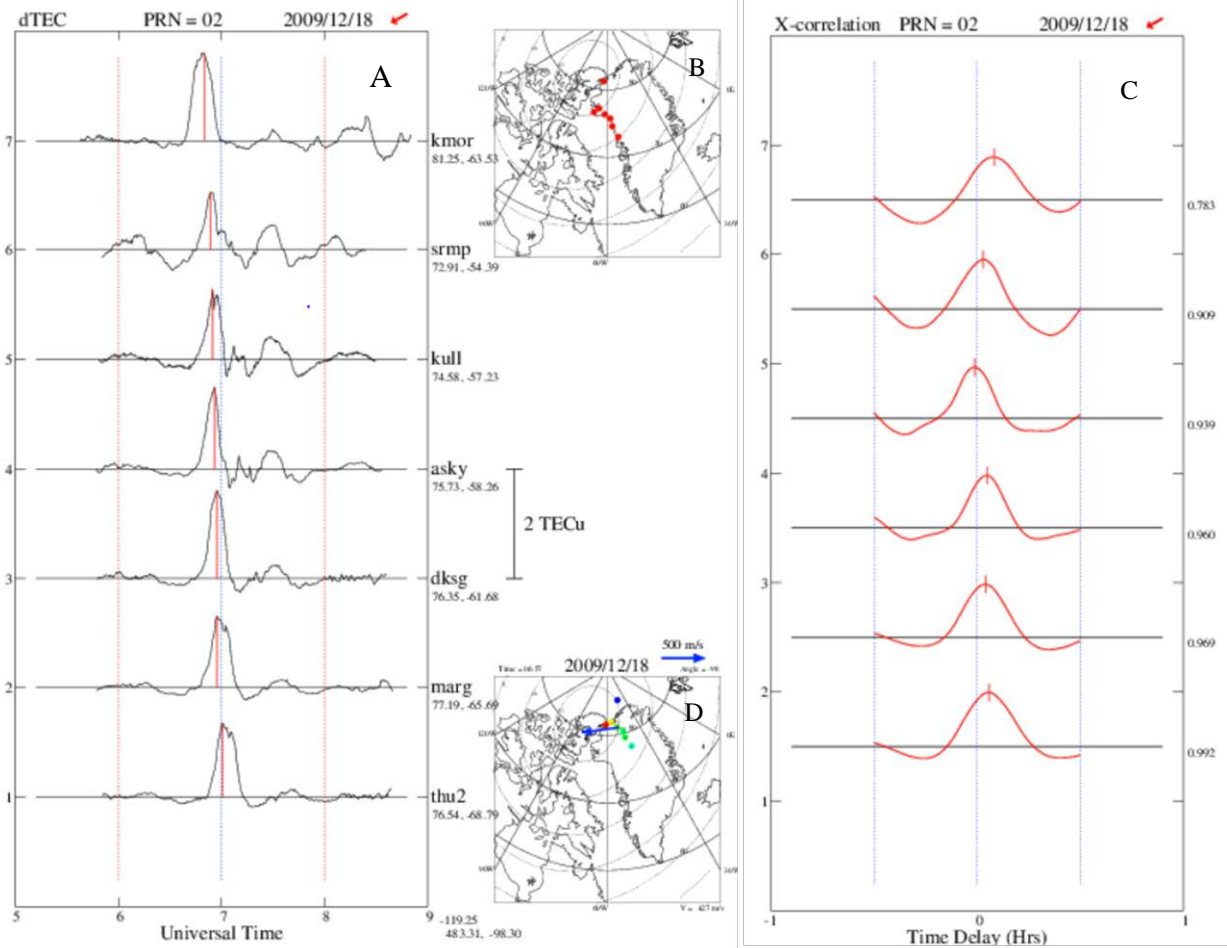 dTEC PRN = 02 2009/12/18
A
7
kmor
81.25, -63.53
6
srmp
72.91, -54.39
5
kull
74.58, -57.23
4
asky
75.73, -58.26
2 TECu
3
dksg
76.35, -61.68
2
marg
77.19, -65.69
1
thu2
76.54, -68.79
5 6 7 8 9
Universal Time
-119.25
483.31, -98.30
B
500 m/s
2009/12/18
D
X-correlation PRN = 02 2009/12/18
C
7
0.783
6
0.909
5
0.939
4
0.960
3
0.969
2
0.992
1
-1 0 1
Time Delay (Hrs)